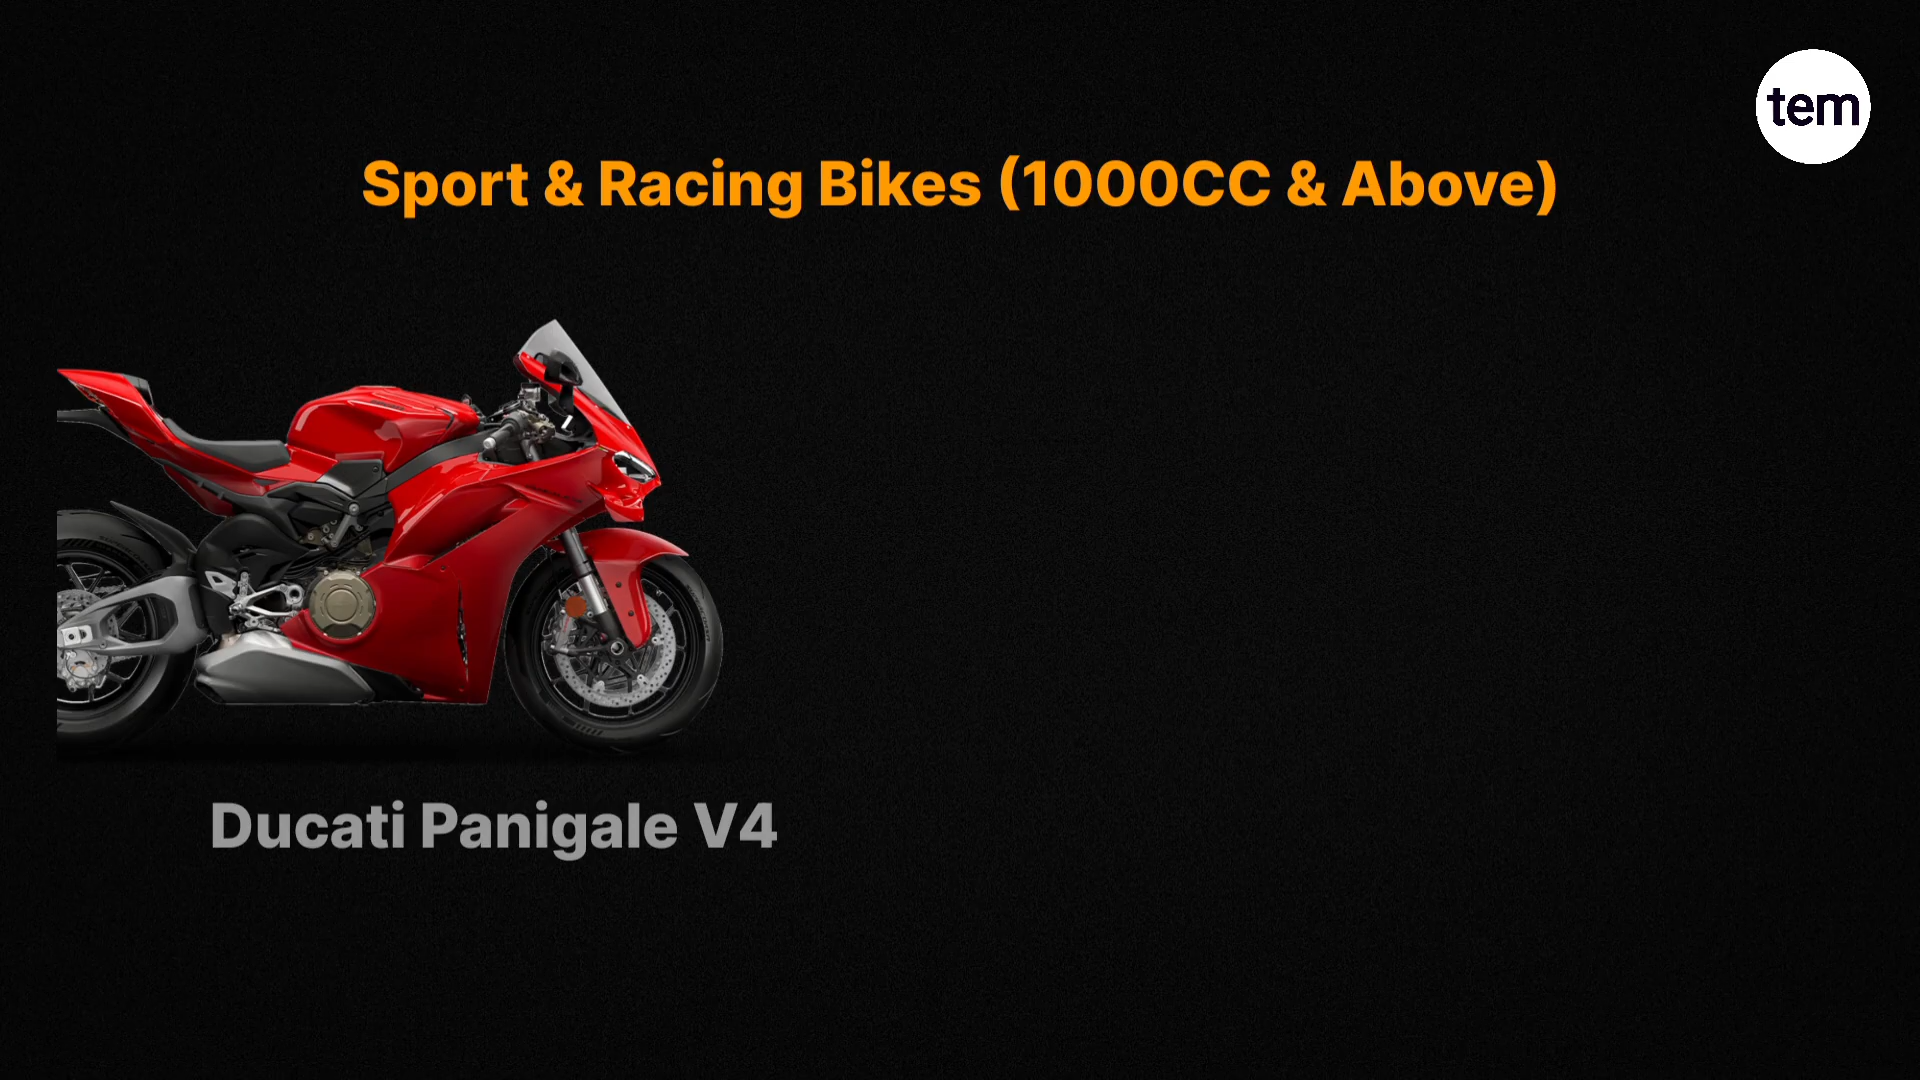 tem
Sport & Racing Bikes (1000CC & Above)
Ducati Panigale V4